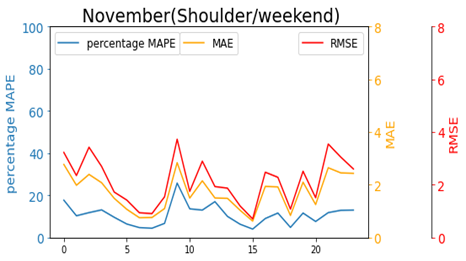 November(Shoulder/weekend)
percentage MAPE MAE RMSE
percentage MAPE
100
80
60
40
20
0
0 5 10 15 20
8
6
4
2
0
MAE
8
6
4
2
0
RMSE